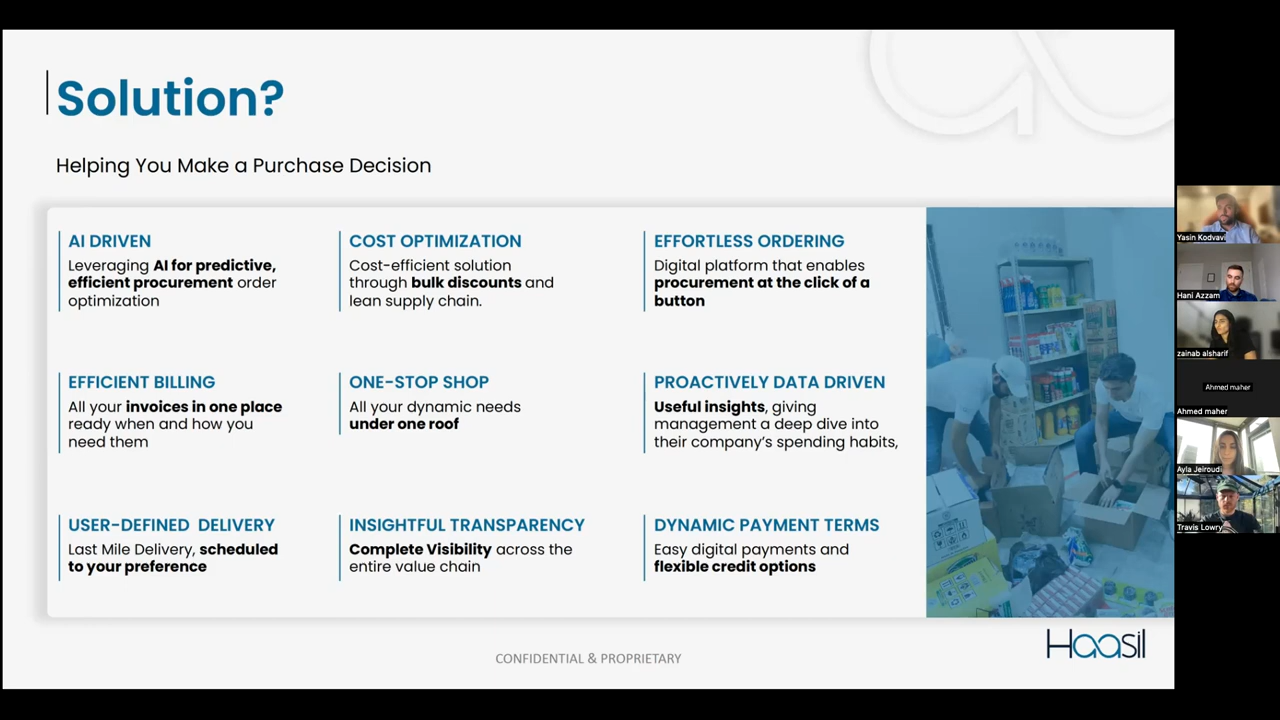 Solution?
Helping You Make a Purchase Decision
AI DRIVEN
Leveraging AI for predictive,
efficient procurement order
optimization
COST OPTIMIZATION
Cost-efficient solution
through bulk discounts and
lean supply chain.
EFFORTLESS ORDERING
Digital platform that enables
procurement at the click of a
button
EFFICIENT BILLING
All your invoices in one place
ready when and how you
need them
ONE-STOP SHOP
All your dynamic needs
under one roof
PROACTIVELY DATA DRIVEN
Useful insights, giving
management a deep dive into
their company's spending habits,
USER-DEFINED DELIVERY
Last Mile Delivery, scheduled
to your preference
INSIGHTFUL TRANSPARENCY
Complete Visibility across the
entire value chain
DYNAMIC PAYMENT TERMS
Easy digital payments and
flexible credit options
CONFIDENTIAL & PROPRIETARY
Haasil
Yasin Kodvavi
Hani Azzam
zainab alsharif
Ahmed maher
Ahmed maher
Ayla Jeiroudi
Travis Lowry